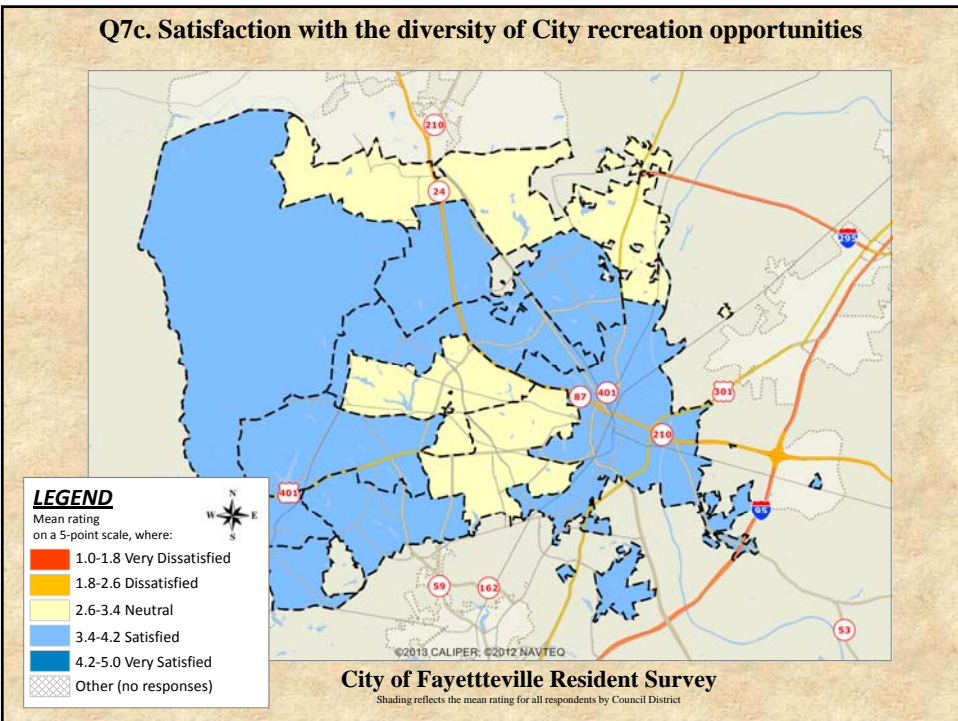 Q7c. Satisfaction with the diversity of City recreation opportunities
210
24
295
87
401
301
210
401
95
59
162
53
©2013 CALIPER; ©2012 NAVTEQ
LEGEND
Mean rating
on a 5-point scale, where:
N
W E
S
1.0-1.8 Very Dissatisfied
1.8-2.6 Dissatisfied
2.6-3.4 Neutral
3.4-4.2 Satisfied
4.2-5.0 Very Satisfied
Other (no responses)
City of Fayettteville Resident Survey
Shading reflects the mean rating for all respondents by Council District